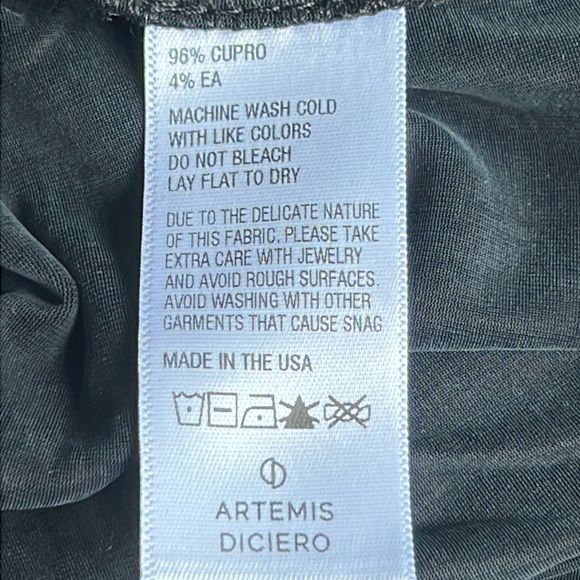 96% CUPRO
4% EA
MACHINE WASH COLD
WITH LIKE COLORS
DO NOT BLEACH
LAY FLAT TO DRY
DUE TO THE DELICATE NATURE
OF THIS FABRIC. PLEASE TAKE
EXTRA CARE WITH JEWELRY
AND AVOID ROUGH SURFACES.
AVOID WASHING WITH OTHER
GARMENTS THAT CAUSE SNAG
MADE IN THE USA
ARTEMIS
DICIERO